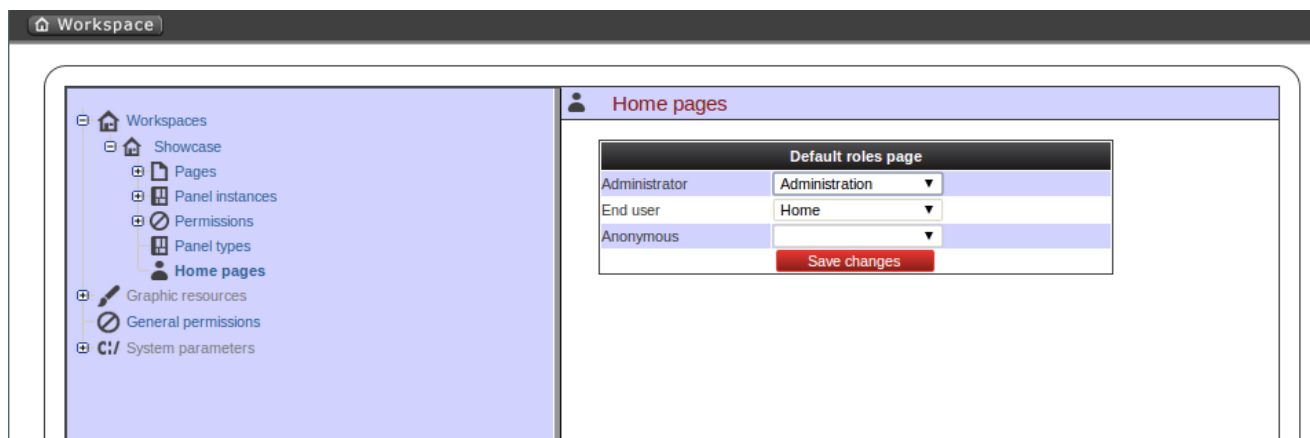 Workspace
Workspaces
Showcase
Pages
Panel instances
Permissions
Panel types
Home pages
Graphic resources
General permissions
C:/ System parameters
Home pages
Default roles page
Administrator Administration
End user Home
Anonymous
Save changes